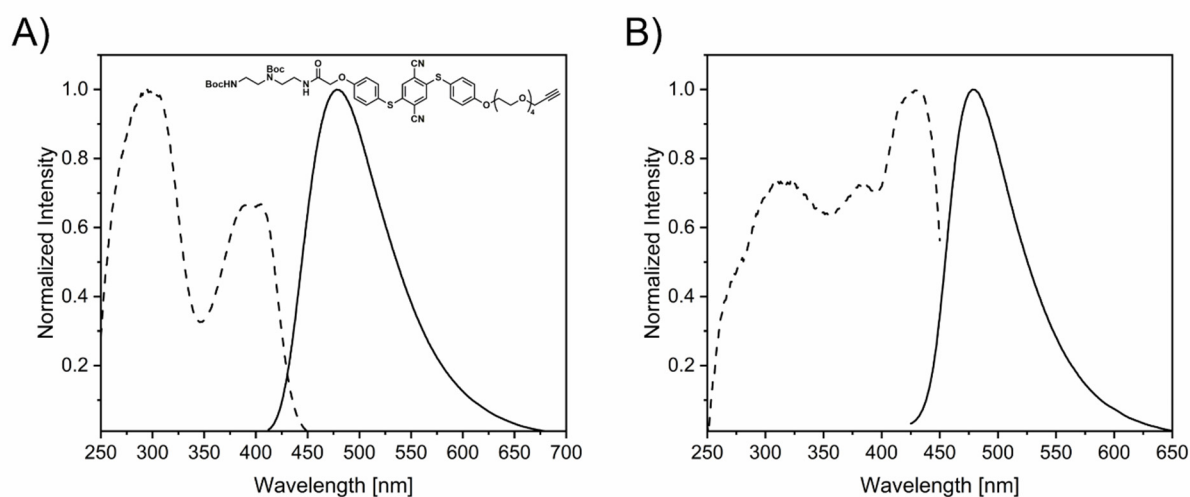 A)
B)
Boc
BocHN
N
N
H
O
O
CN
S
CN
S
O
O
4
1.0
0.8
0.6
0.4
0.2
Normalized Intensity
250 300 350 400 450 500 550 600 650 700
Wavelength [nm]
1.0
0.8
0.6
0.4
0.2
Normalized Intensity
250 300 350 400 450 500 550 600 650
Wavelength [nm]